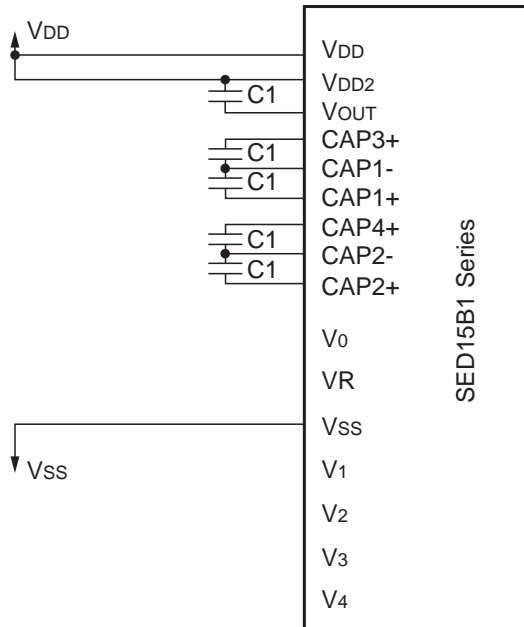 VDD
VDD
VDD2
C1
VOUT
CAP3+
C1
CAP1-
C1
CAP1+
CAP4+
C1
CAP2-
C1
CAP2+
SED15B1 Series
V0
VR
VSS
VSS
V1
V2
V3
V4